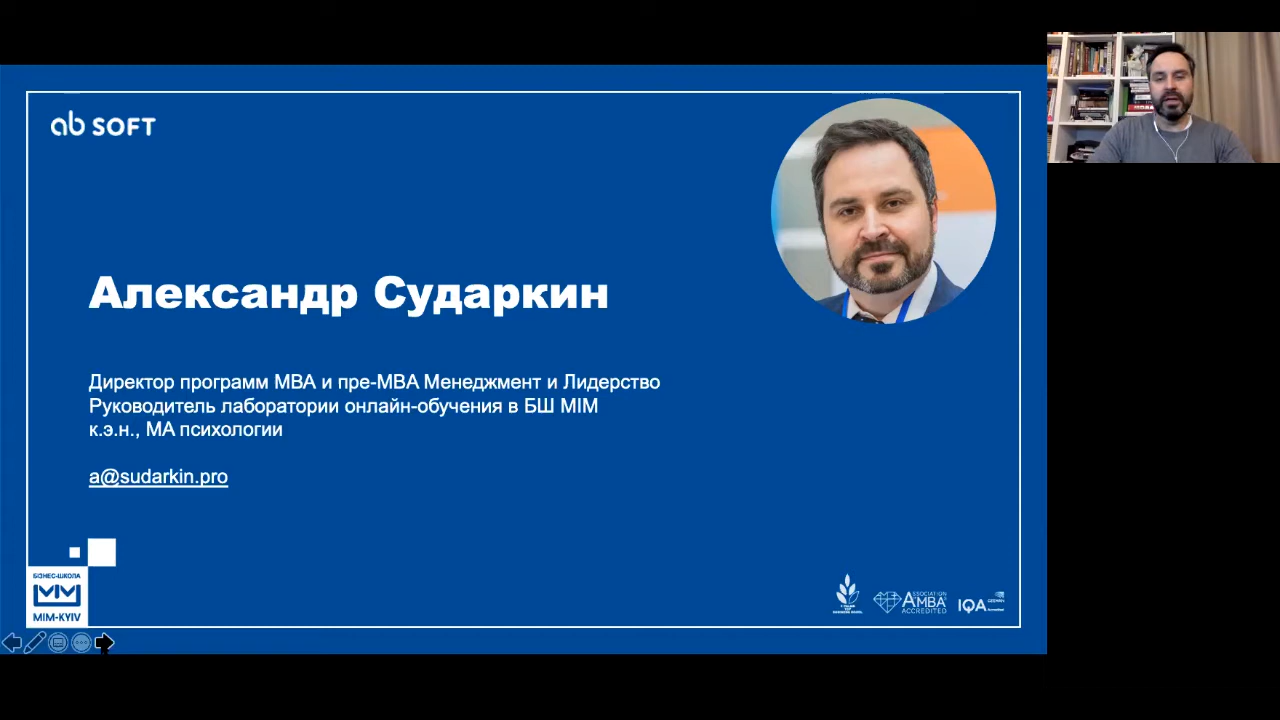 ab SOFT
Александр Сударкин
Директор программ МВА и пре-МВА Менеджмент и Лидерство
Руководитель лаборатории онлайн-обучения в БШ МІМ
к.э.н., МА психологии
a@sudarkin.pro
БІЗНЕС-ШКОЛА
MIM-KYIV
ASSOCIATION
AMBA
ACCREDITED
IQA